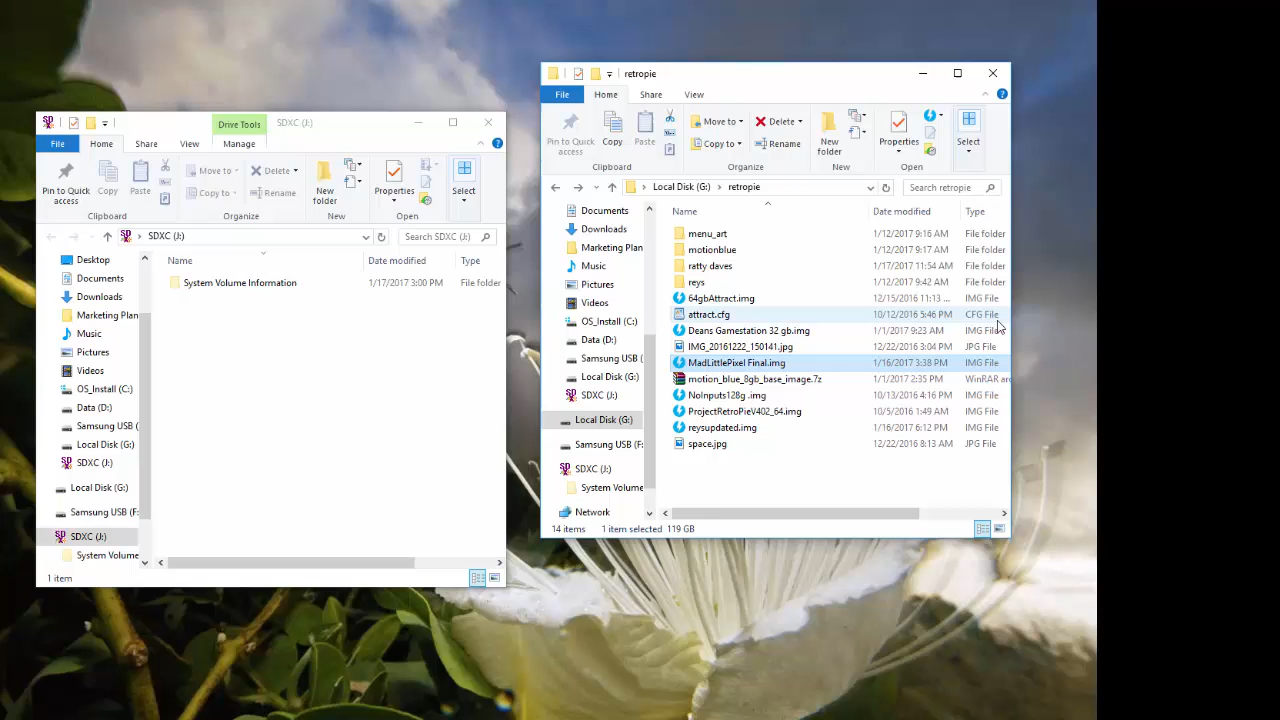 Drive Tools SDXC (J:)
File Home Share View Manage
Pin to Quick access Copy Paste Move to Copy to Delete Rename New folder Properties Select
Clipboard Organize New Open
SDXC (J:) Search SDXC (J:)
Name Date modified Type
Desktop
Documents
Downloads
Marketing Plan
Music
Pictures
Videos
OS_Install (C:)
Data (D:)
Samsung USB (
Local Disk (G:)
SDXC (J:)
Local Disk (G:)
Samsung USB (F:
SDXC (J:)
System Volume
System Volume Information 1/17/2017 3:00 PM File folder
1 item
retropie
File Home Share View
Pin to Quick access Copy Paste Move to Copy to Delete Rename New folder Properties Select
Clipboard Organize New Open
Local Disk (G:) retropie Search retropie
Name Date modified Type
Documents
Downloads
Marketing Plan
Music
Pictures
Videos
OS_Install (C:)
Data (D:)
Samsung USB (
Local Disk (G:)
SDXC (J:)
Local Disk (G:)
Samsung USB (F:
SDXC (J:)
System Volume
Network
menu_art 1/12/2017 9:16 AM File folder
motionblue 1/12/2017 9:17 AM File folder
ratty daves 1/17/2017 11:54 AM File folder
reys 1/12/2017 9:42 AM File folder
64gbAttract.img 12/15/2016 11:13 ... IMG File
attract.cfg 10/12/2016 5:46 PM CFG File
Deans Gamestation 32 gb.img 1/1/2017 9:23 AM IMG File
IMG_20161222_150141.jpg 12/22/2016 3:04 PM JPG File
MadLittlePixel Final.img 1/16/2017 3:38 PM IMG File
motion_blue_8gb_base_image.7z 1/1/2017 2:35 PM WinRAR arc
NoInputs128g .img 10/13/2016 4:16 PM IMG File
ProjectRetroPieV402_64.img 10/5/2016 1:49 AM IMG File
reysupdated.img 1/16/2017 6:12 PM IMG File
space.jpg 12/22/2016 8:13 AM JPG File
14 items 1 item selected 119 GB